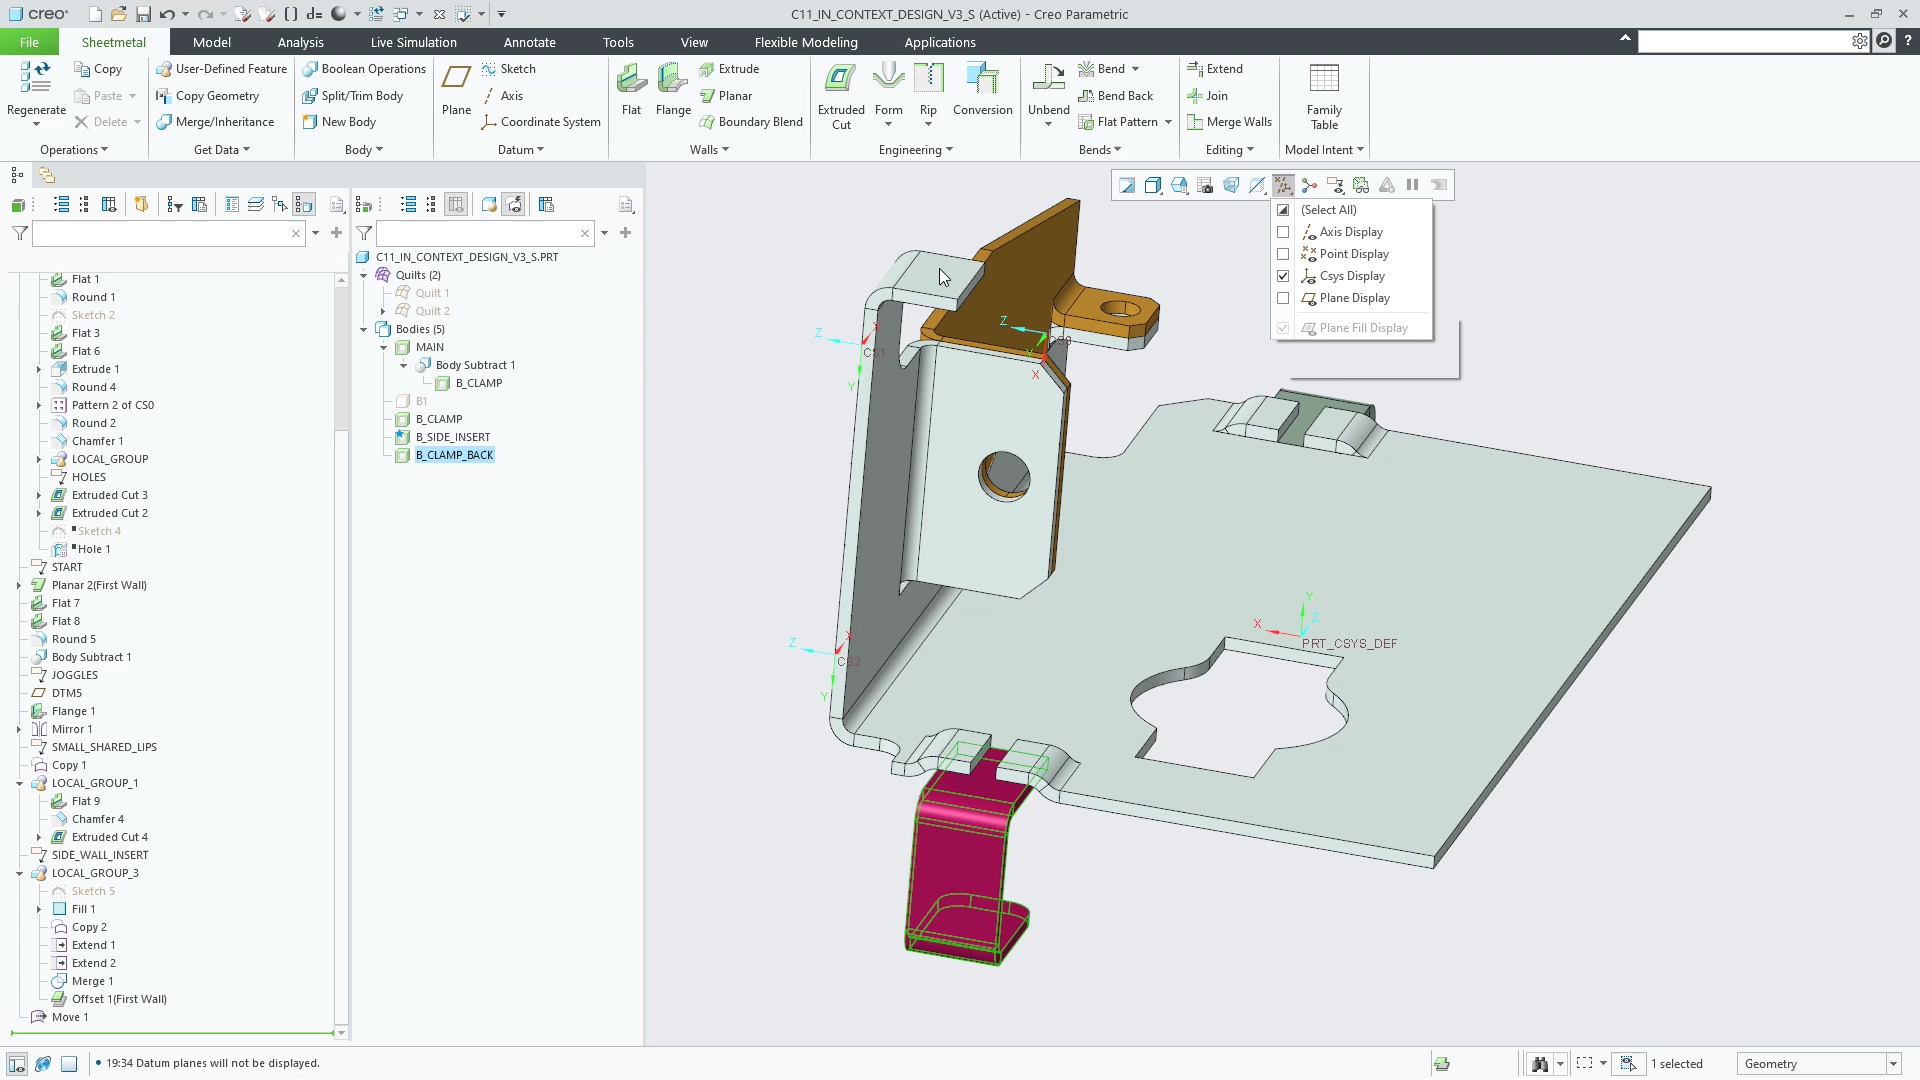 creo
d=
C11_IN_CONTEXT_DESIGN_V3_S (Active) - Creo Parametric
File
Sheetmetal
Model
Analysis
Live Simulation
Annotate
Tools
View
Flexible Modeling
Applications
Regenerate
Copy
Paste
Delete
Operations
User-Defined Feature
Copy Geometry
Merge/Inheritance
Get Data
Boolean Operations
Split/Trim Body
New Body
Body
Plane
Sketch
Axis
Coordinate System
Datum
Flat
Flange
Extrude
Planar
Boundary Blend
Walls
Extruded Cut
Form
Rip
Conversion
Engineering
Unbend
Bend
Bend Back
Flat Pattern
Bends
Extend
Join
Merge Walls
Editing
Family Table
Model Intent
Flat 1
Round 1
Sketch 2
Flat 3
Flat 6
Extrude 1
Round 4
Pattern 2 of CS0
Round 2
Chamfer 1
LOCAL_GROUP
HOLES
Extruded Cut 3
Extruded Cut 2
Sketch 4
Hole 1
START
Planar 2(First Wall)
Flat 7
Flat 8
Round 5
Body Subtract 1
JOGGLES
DTM5
Flange 1
Mirror 1
SMALL_SHARED_LIPS
Copy 1
LOCAL_GROUP_1
Flat 9
Chamfer 4
Extruded Cut 4
SIDE_WALL_INSERT
LOCAL_GROUP_3
Sketch 5
Fill 1
Copy 2
Extend 1
Extend 2
Merge 1
Offset 1(First Wall)
Move 1
C11_IN_CONTEXT_DESIGN_V3_S.PRT
Quilts (2)
Quilt 1
Quilt 2
Bodies (5)
MAIN
Body Subtract 1
B_CLAMP
B1
B_CLAMP
B_SIDE_INSERT
B_CLAMP_BACK
(Select All)
Axis Display
Point Display
Csys Display
Plane Display
Plane Fill Display
Z
X
CS1
Y
Z
Y
X
Z
X
CS2
Y
Y
X
Z
PRT_CSYS_DEF
19:34 Datum planes will not be displayed.
1 selected
Geometry